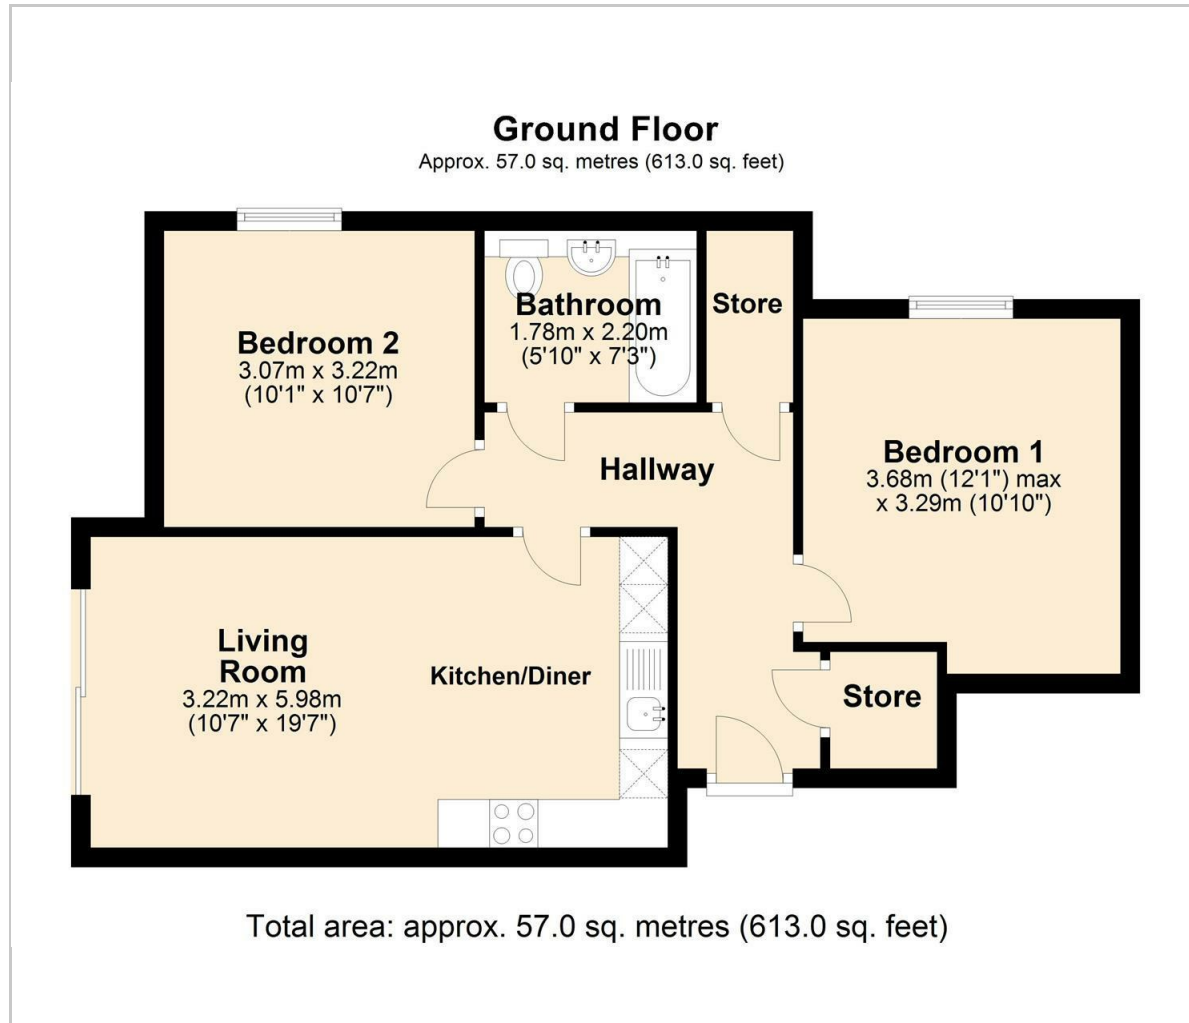 Ground Floor
Approx. 57.0 sq. metres (613.0 sq. feet)
Bedroom 2
3.07m x 3.22m
(10'1" x 10'7")
Bathroom
1.78m x 2.20m
(5'10" x 7'3")
Store
Hallway
Bedroom 1
3.68m (12'1") max
x 3.29m (10'10")
Living
Room
3.22m x 5.98m
(10'7" x 19'7")
Kitchen/Diner
Store
Total area: approx. 57.0 sq. metres (613.0 sq. feet)